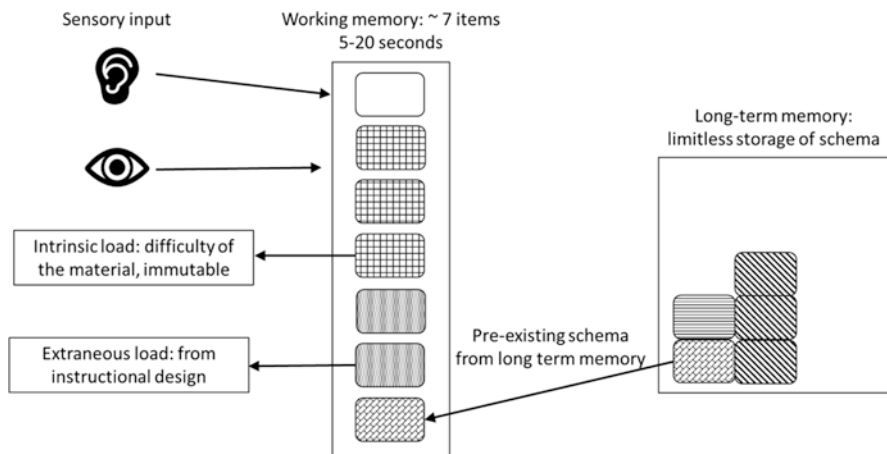 Sensory input
Working memory: ~ 7 items
5-20 seconds
Long-term memory:
limitless storage of schema
Intrinsic load: difficulty of
the material, immutable
Pre-existing schema
from long term memory
Extraneous load: from
instructional design